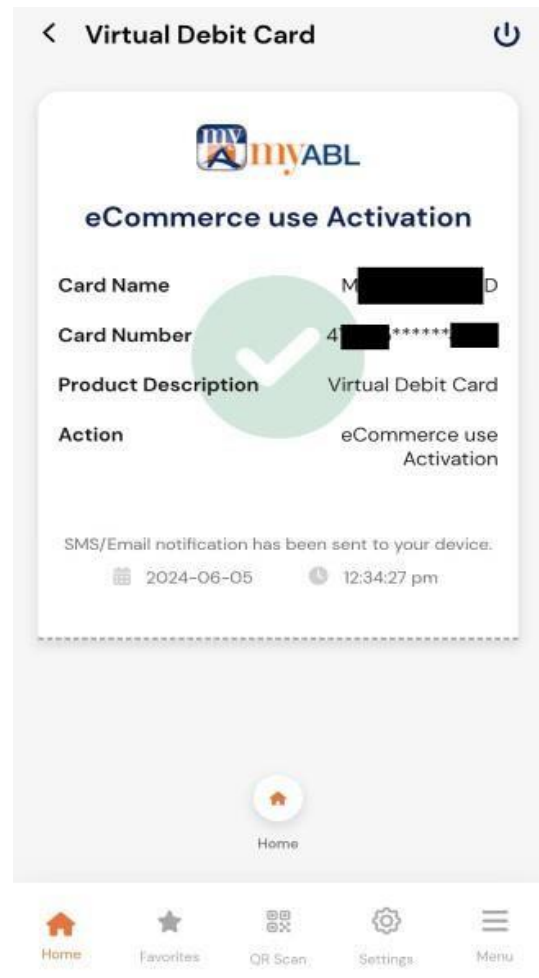 Virtual Debit Card
my myABL
eCommerce use Activation
Card Name M D
Card Number 4 ******
Product Description Virtual Debit Card
Action eCommerce use
Activation
SMS/Email notification has been sent to your device.
2024-06-05 12:34:27 pm
Home
Home Favorites QR Scan Settings Menu